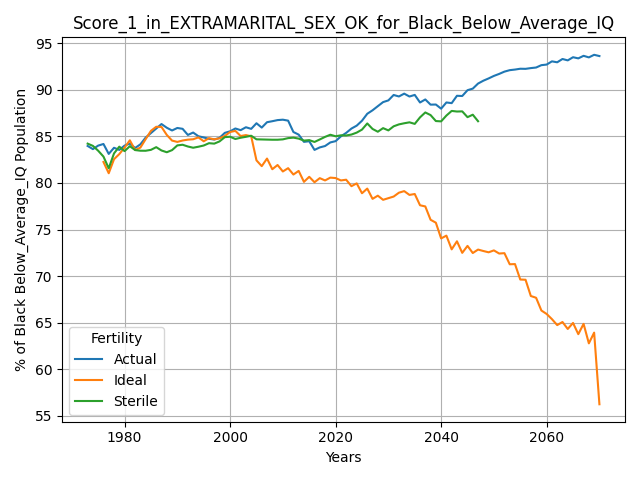 Score_1_in_EXTRAMARITAL_SEX_OK_for_Black_Below_Average_IQ
% of Black Below_Average_IQ Population
95
90
85
80
75
70
65
60
55
Fertility
Actual
Ideal
Sterile
1980 2000 2020 2040 2060
Years